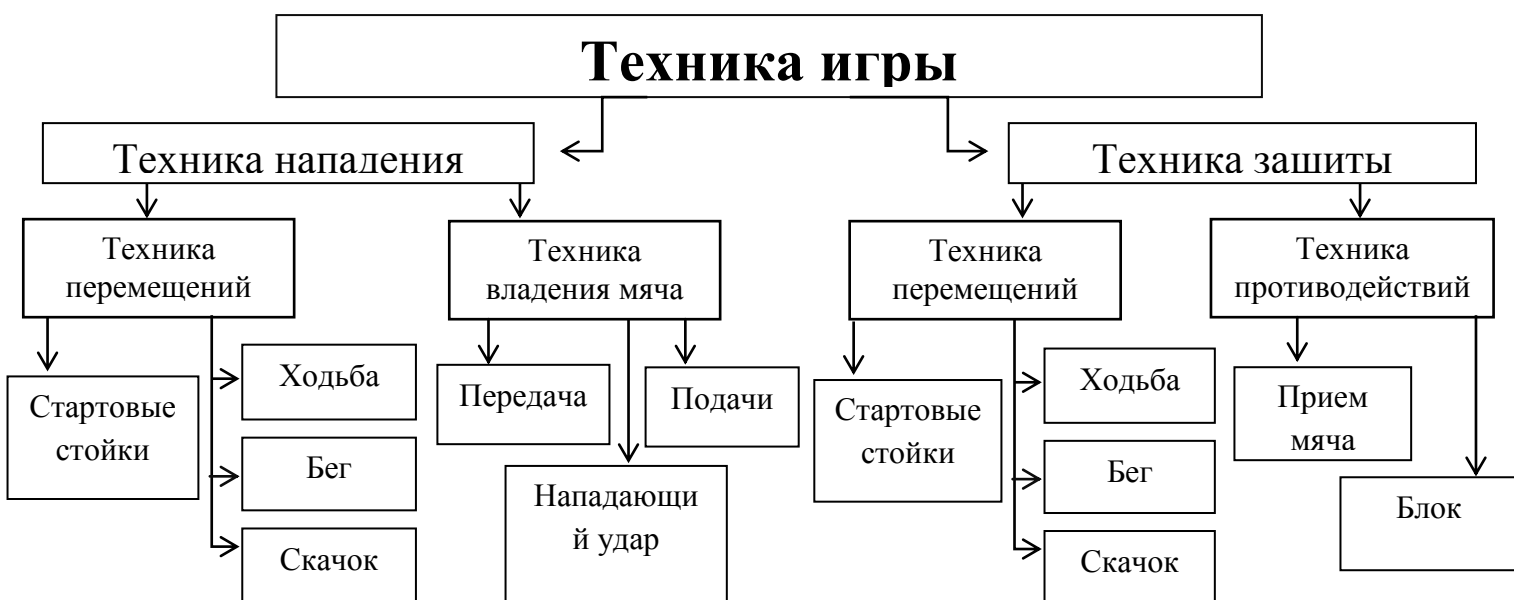 Техника игры
Техника нападения
Техника зашиты
Техника
перемещений
Техника
владения мяча
Техника
перемещений
Техника
противодействий
Стартовые
стойки
Ходьба
Бег
Скачок
Передача
Нападающи
й удар
Подачи
Стартовые
стойки
Ходьба
Бег
Скачок
Прием
мяча
Блок